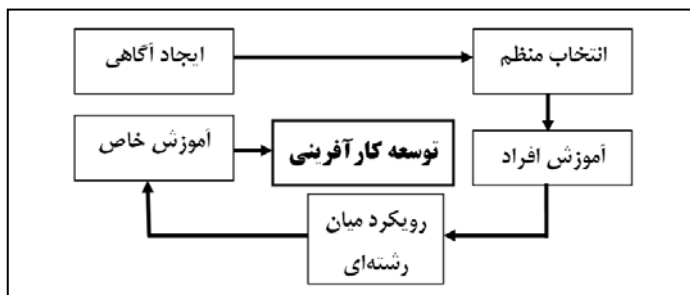 انتخاب منظم
ایجاد آگاهی
آموزش افراد
توسعه کارآفرینی
آموزش خاص
رویکرد میان
رشته‌ای